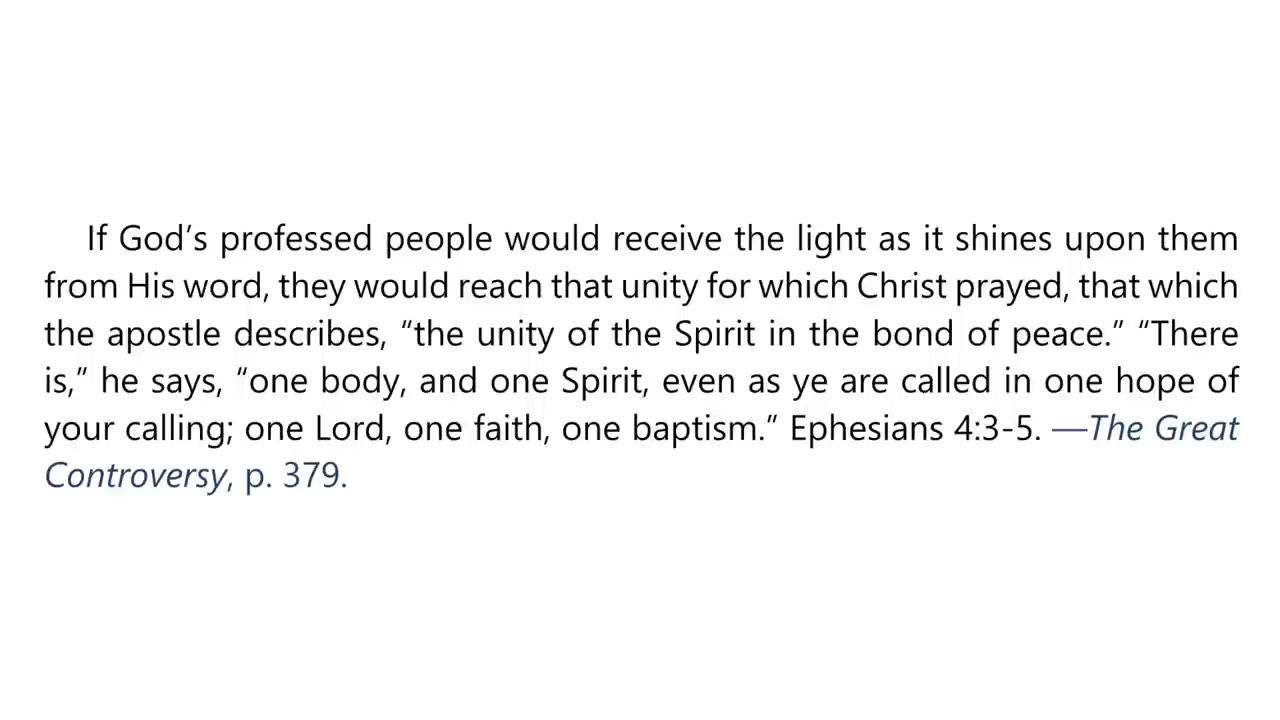 If God’s professed people would receive the light as it shines upon them
from His word, they would reach that unity for which Christ prayed, that which
the apostle describes, “the unity of the Spirit in the bond of peace.” “There
is,” he says, “one body, and one Spirit, even as ye are called in one hope of
your calling; one Lord, one faith, one baptism.” Ephesians 4:3-5. —The Great
Controversy, p. 379.